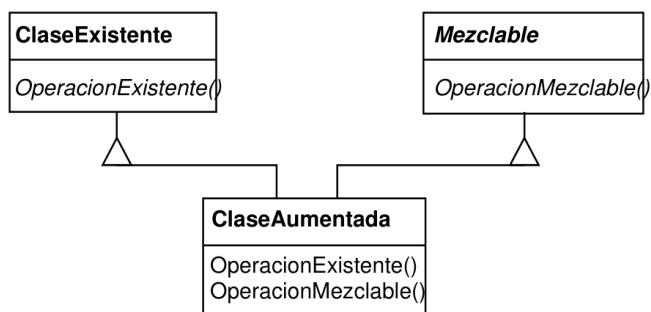 ClaseExistente
OperacionExistente()
Mezclable
OperacionMezclable()
ClaseAumentada
OperacionExistente()
OperacionMezclable()